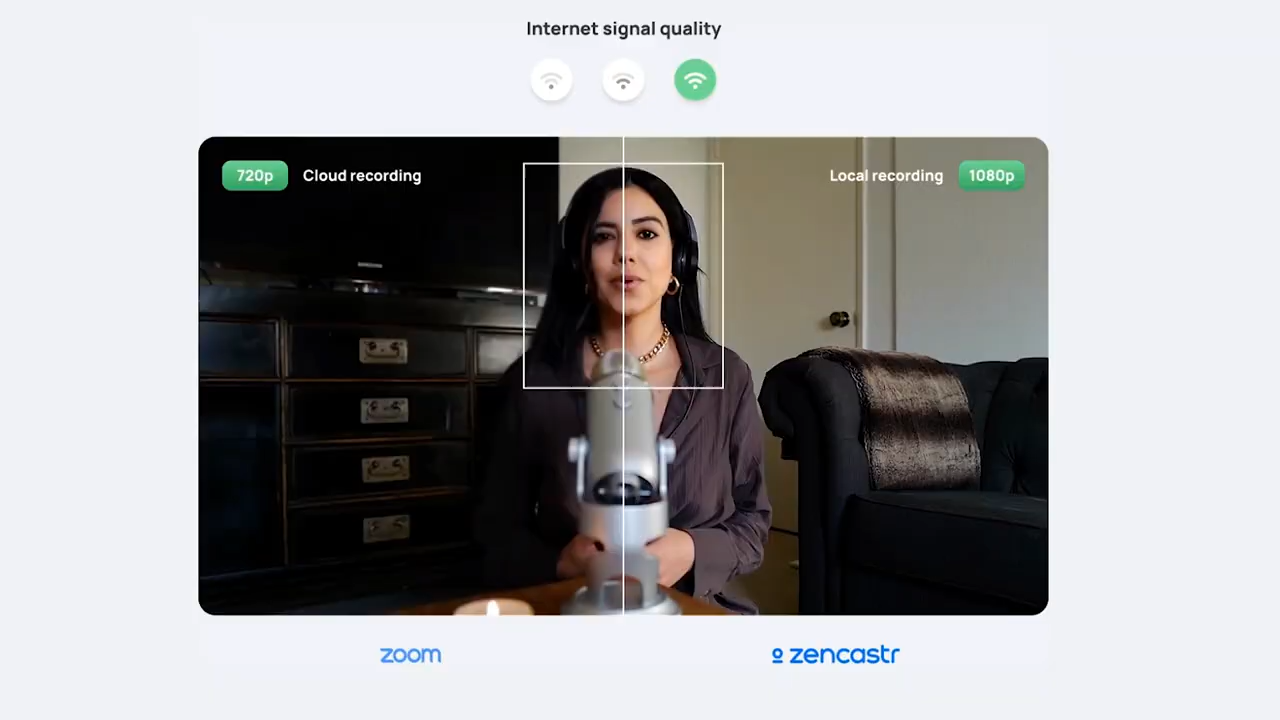 Internet signal quality
720p Cloud recording
Local recording 1080p
zoom
zencastr